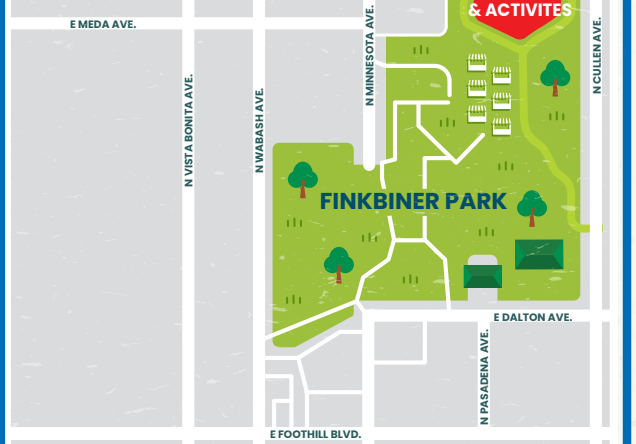 & ACTIVITES
E MEDA AVE.
N MINNESOTA AVE.
N CULLEN AVE.
N VISTA BONITA AVE.
N WABASH AVE.
FINKBINER PARK
E DALTON AVE.
N PASADENA AVE.
E FOOTHILL BLVD.